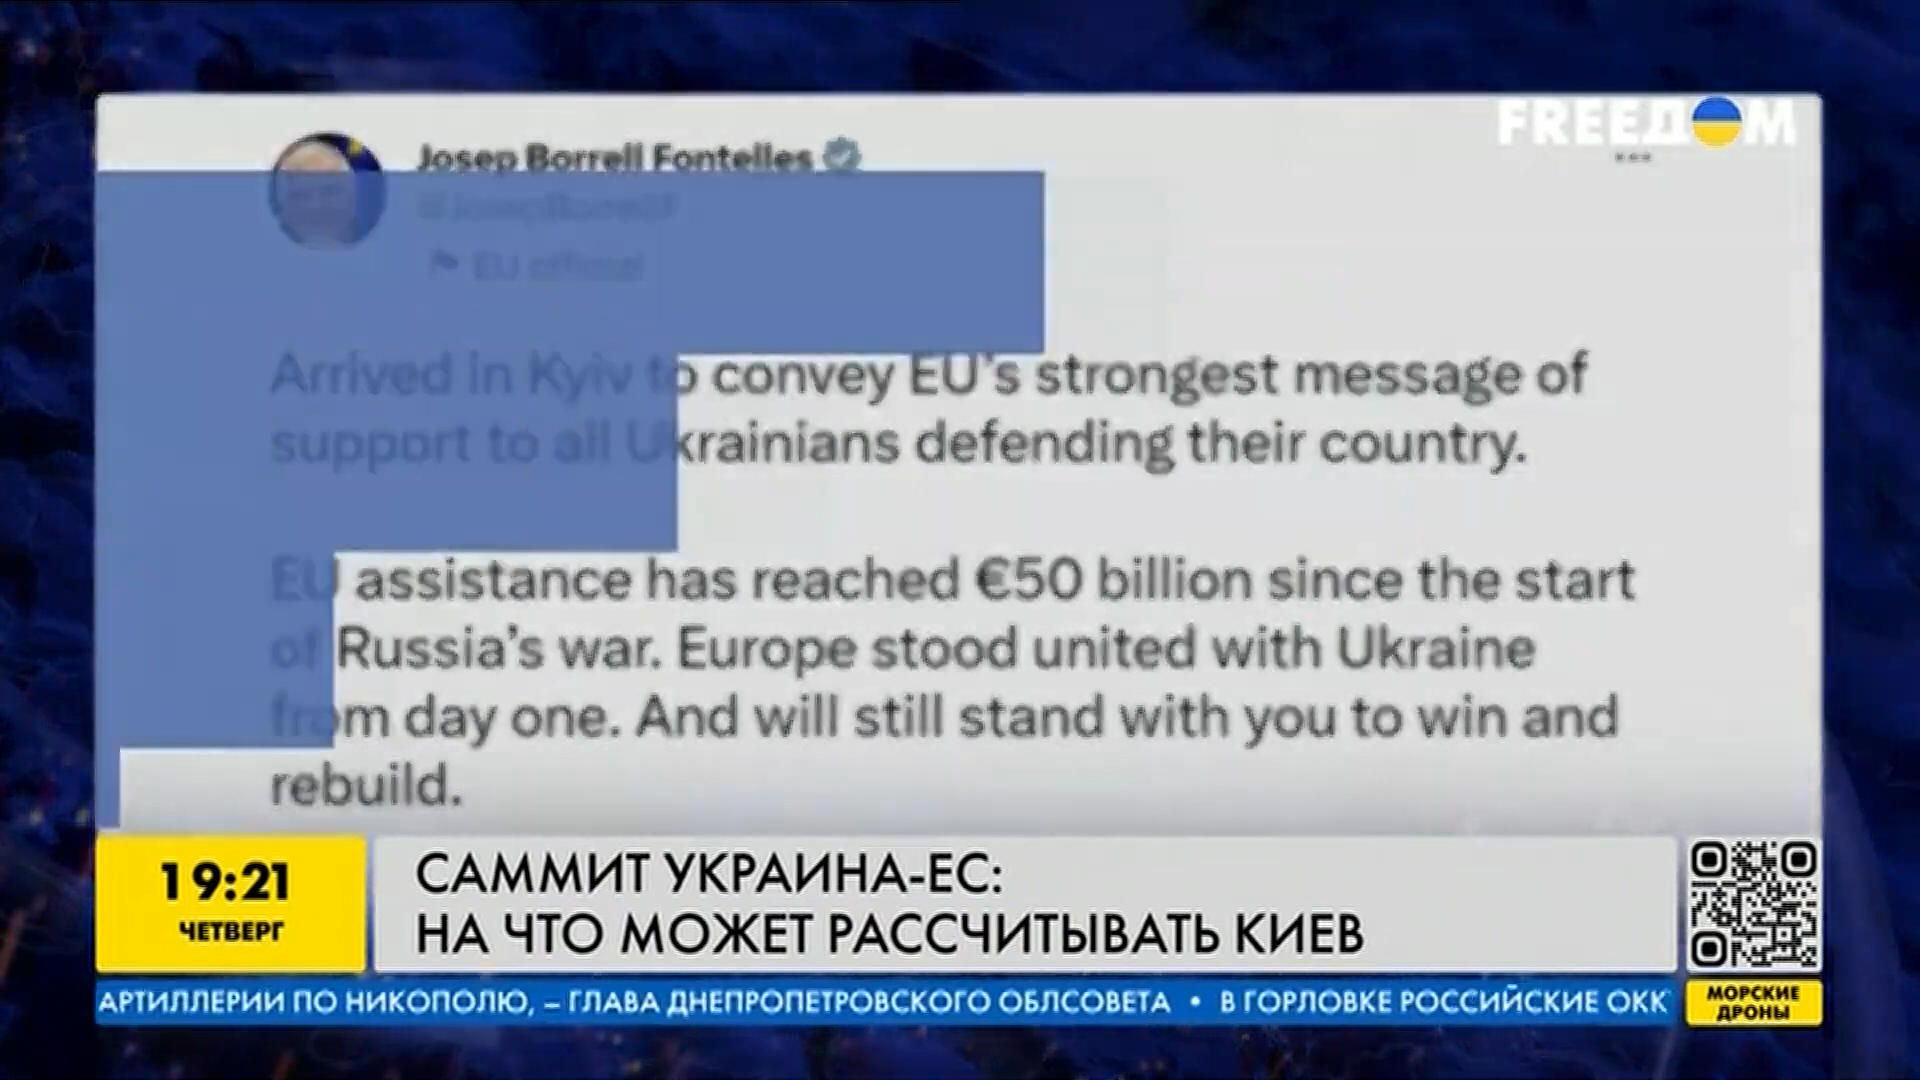 FREEДOM
Josep Borrell Fontelles
@JosepBorrellF
EU official
Arrived in Kyiv to convey EU's strongest message of
support to all Ukrainians defending their country.
EU assistance has reached €50 billion since the start
of Russia's war. Europe stood united with Ukraine
from day one. And will still stand with you to win and
rebuild.
19:21
ЧЕТВЕРГ
САММИТ УКРАИНА-ЕС:
НА ЧТО МОЖЕТ РАССЧИТЫВАТЬ КИЕВ
АРТИЛЛЕРИИ ПО НИКОПОЛЮ, – ГЛАВА ДНЕПРОПЕТРОВСКОГО ОБЛСОВЕТА • В ГОРЛОВКЕ РОССИЙСКИЕ ОКК
МОРСКИЕ
ДРОНЫ